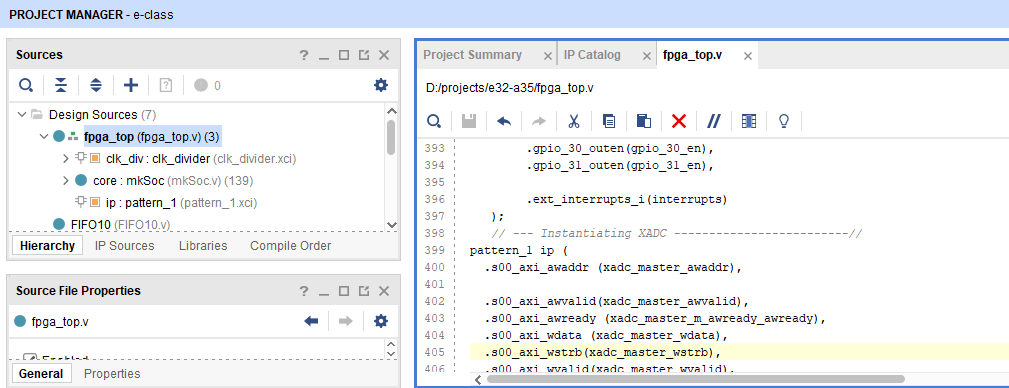 PROJECT MANAGER - e-class
Sources
? _ □ X
0
Design Sources (7)
fpga_top (fpga_top.v) (3)
clk_div : clk_divider (clk_divider.xci)
core : mkSoc (mkSoc.v) (139)
ip : pattern_1 (pattern_1.xci)
FIFO10 (FIFO10.v)
Hierarchy IP Sources Libraries Compile Order
Source File Properties
fpga_top.v
Enabled
General Properties
Project Summary × IP Catalog × fpga_top.v ×
D:/projects/e32-a35/fpga_top.v
393 .gpio_30_outen(gpio_30_en),
394 .gpio_31_outen(gpio_31_en),
395
396 .ext_interrupts_i(interrupts)
397 );
398 // --- Instantiating XADC -------------------------//
399 pattern_1 ip (
400 .s00_axi_awaddr (xadc_master_awaddr),
401
402 .s00_axi_awvalid(xadc_master_awvalid),
403 .s00_axi_awready (xadc_master_m_awready_awready),
404 .s00_axi_wdata (xadc_master_wdata),
405 .s00_axi_wstrb(xadc_master_wstrb),
406 .s00_axi_wvalid(xadc_master_wvalid),